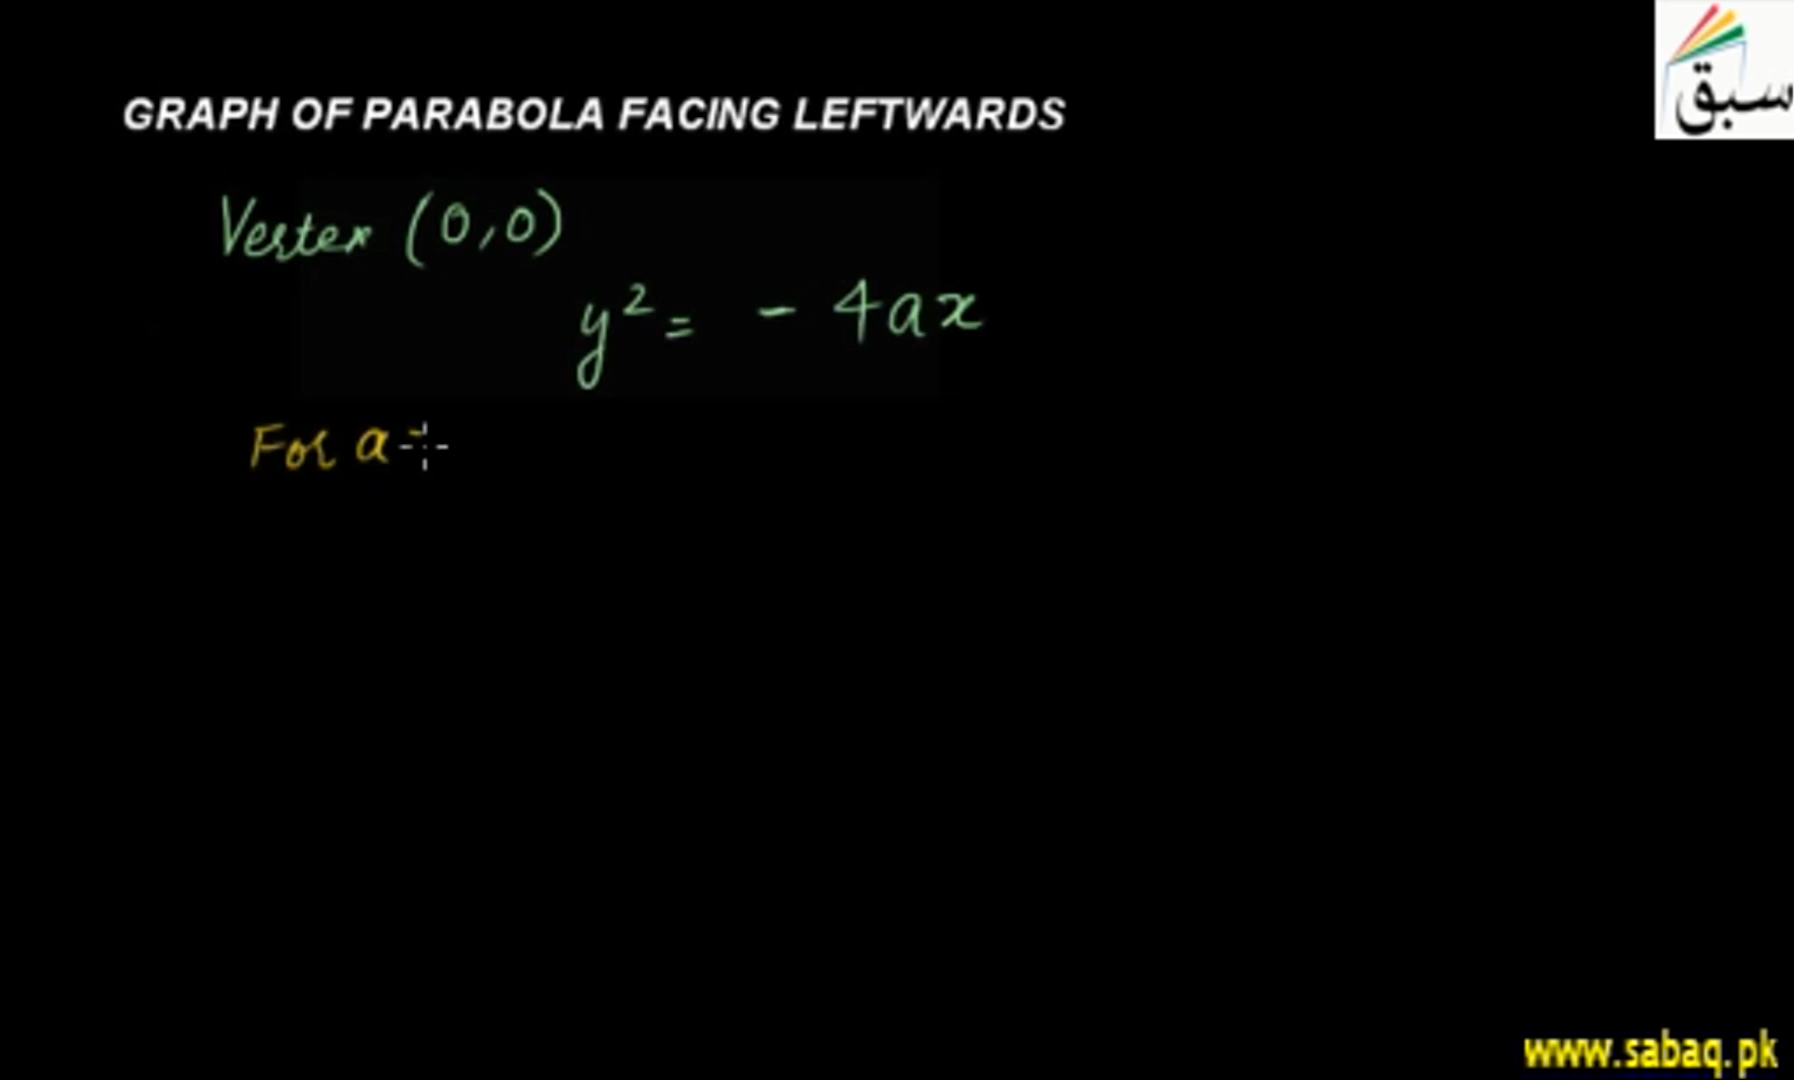 سبق
GRAPH OF PARABOLA FACING LEFTWARDS
Vertex (0,0)
y² = - 4ax
For a =
www.sabaq.pk